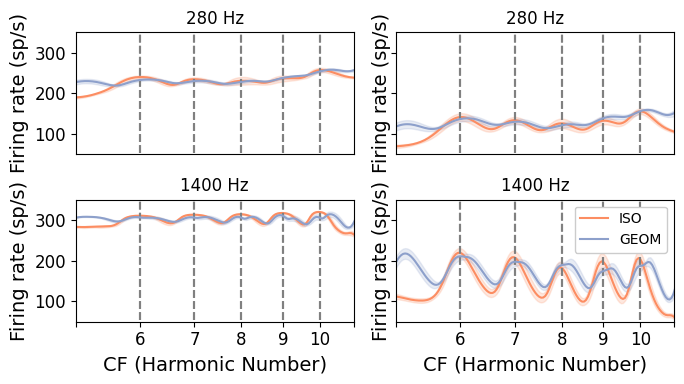 280 Hz 280 Hz
Firing rate (sp/s) 300 200 100 Firing rate (sp/s)
1400 Hz 1400 Hz
Firing rate (sp/s) 300 200 100 Firing rate (sp/s)
ISO
GEOM
6 7 8 9 10 6 7 8 9 10
CF (Harmonic Number) CF (Harmonic Number)